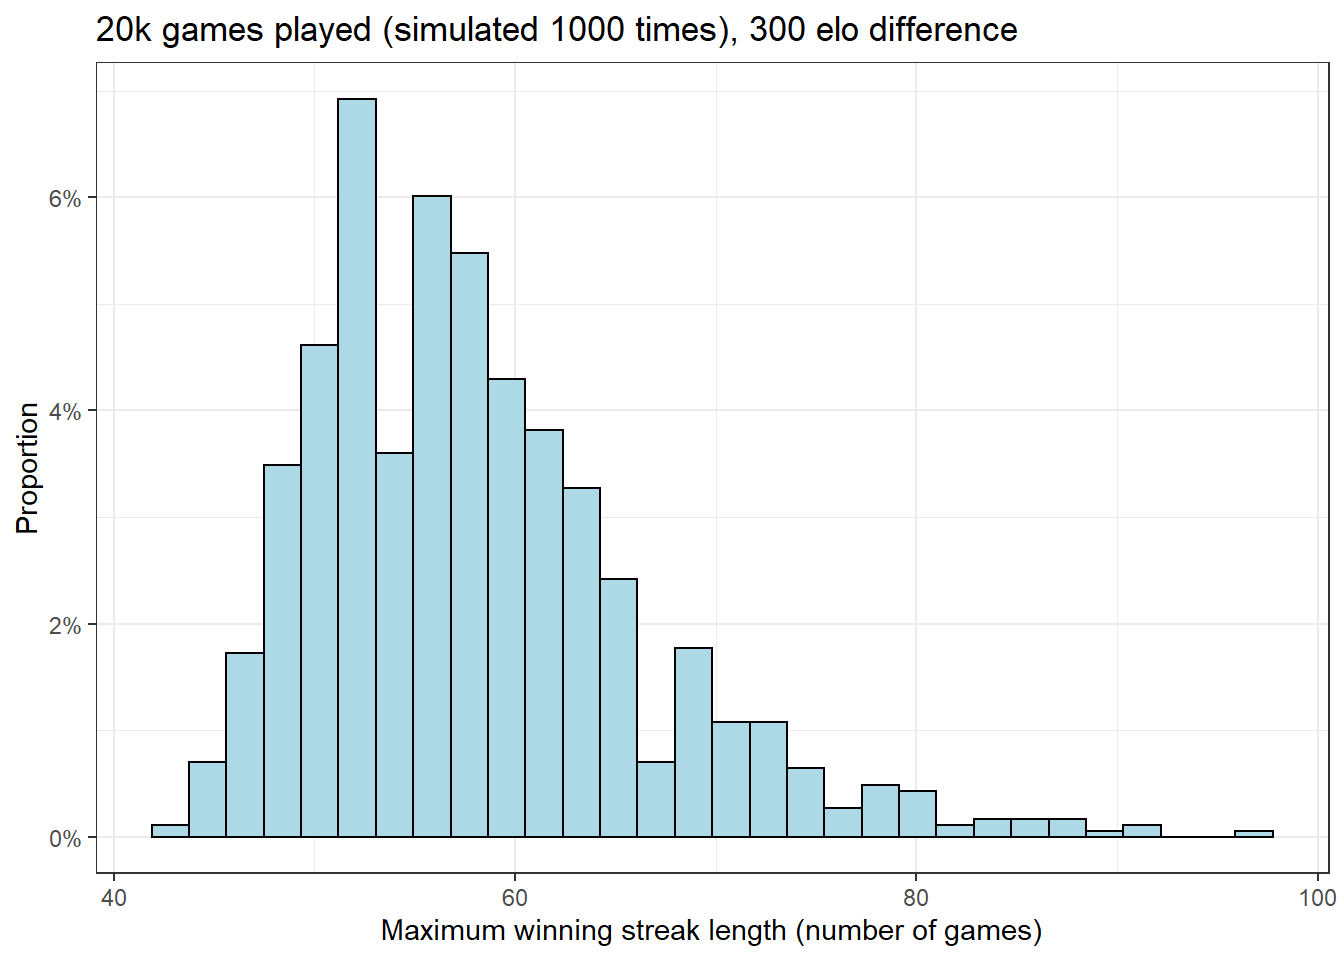 20k games played (simulated 1000 times), 300 elo difference
Proportion
6%
4%
2%
0%
40 60 80 100
Maximum winning streak length (number of games)